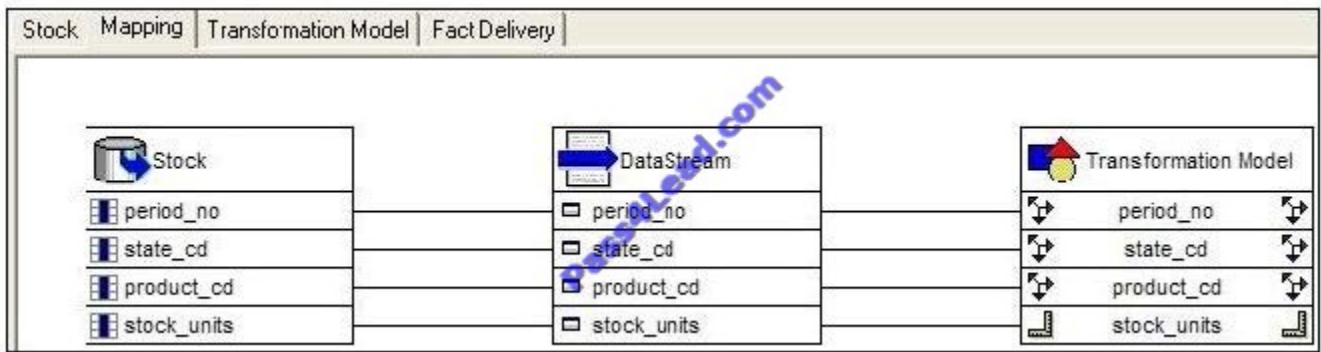 Stock Mapping Transformation Model Fact Delivery
Stock DataStream Transformation Model
period_no period_no period_no
state_cd state_cd state_cd
product_cd product_cd product_cd
stock_units stock_units stock_units
Pass4Lead.com